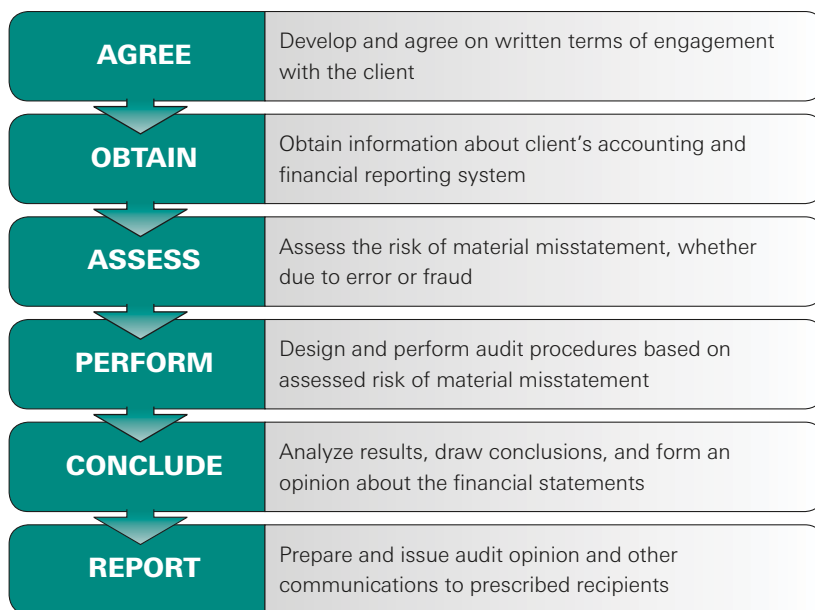 AGREE
Develop and agree on written terms of engagement
with the client
OBTAIN
Obtain information about client’s accounting and
financial reporting system
ASSESS
Assess the risk of material misstatement, whether
due to error or fraud
PERFORM
Design and perform audit procedures based on
assessed risk of material misstatement
CONCLUDE
Analyze results, draw conclusions, and form an
opinion about the financial statements
REPORT
Prepare and issue audit opinion and other
communications to prescribed recipients